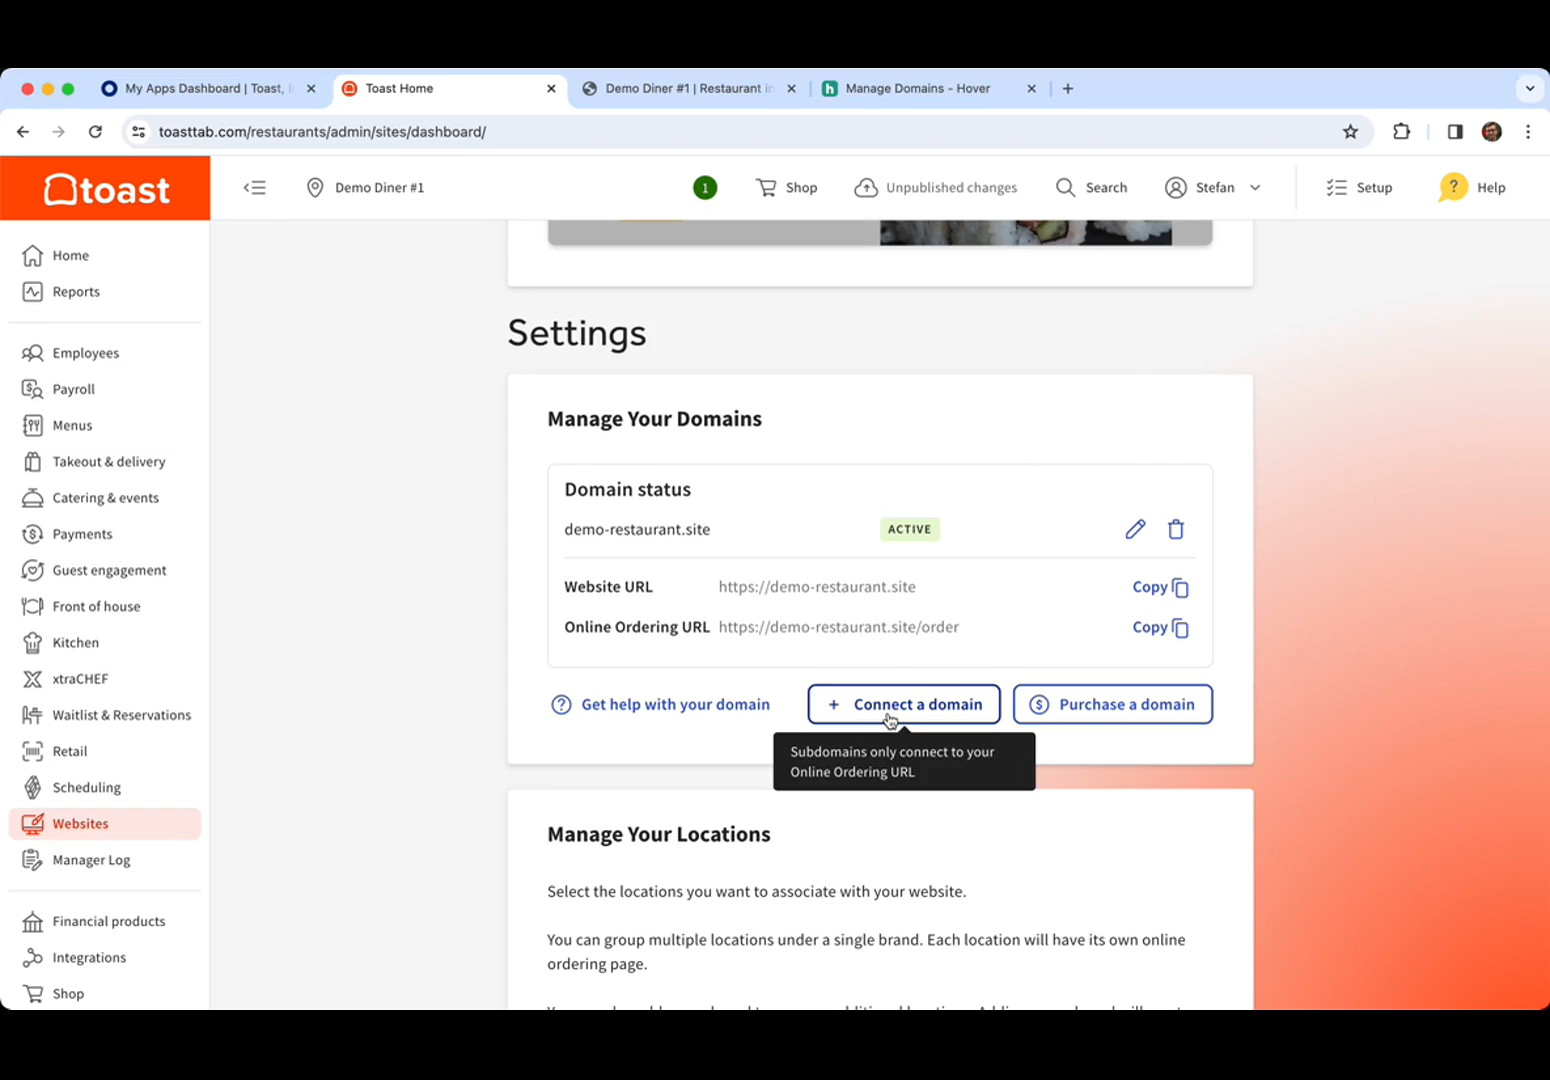 My Apps Dashboard | Toast, I
Toast Home
Demo Diner #1 | Restaurant in
Manage Domains - Hover
toasttab.com/restaurants/admin/sites/dashboard/
toast
Demo Diner #1
1
Shop
Unpublished changes
Search
Stefan
Setup
? Help
Home
Reports
Employees
Payroll
Menus
Takeout & delivery
Catering & events
Payments
Guest engagement
Front of house
Kitchen
xtraCHEF
Waitlist & Reservations
Retail
Scheduling
Websites
Manager Log
Financial products
Integrations
Shop
Settings
Manage Your Domains
Domain status
demo-restaurant.site
ACTIVE
Website URL https://demo-restaurant.site Copy
Online Ordering URL https://demo-restaurant.site/order Copy
? Get help with your domain
+ Connect a domain
$ Purchase a domain
Subdomains only connect to your
Online Ordering URL
Manage Your Locations
Select the locations you want to associate with your website.
You can group multiple locations under a single brand. Each location will have its own online
ordering page.